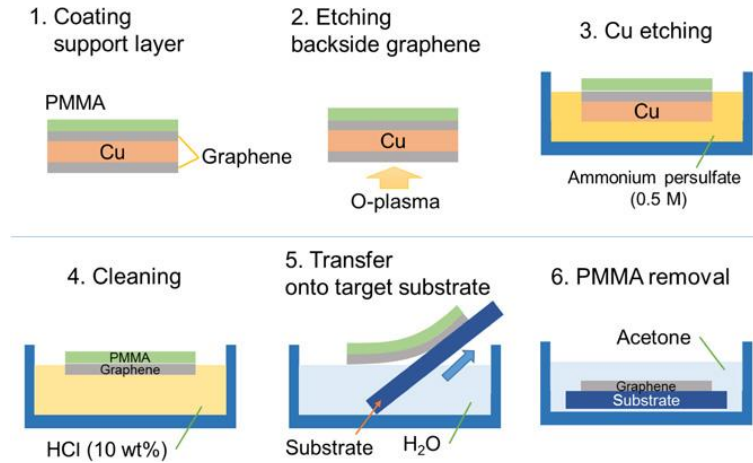 1. Coating
support layer
PMMA
Cu
Graphene
2. Etching
backside graphene
O-plasma
3. Cu etching
Cu
Ammonium persulfate
(0.5 M)
4. Cleaning
PMMA
Graphene
HCl (10 wt%)
5. Transfer
onto target substrate
Substrate
H₂O
6. PMMA removal
Acetone
Graphene
Substrate